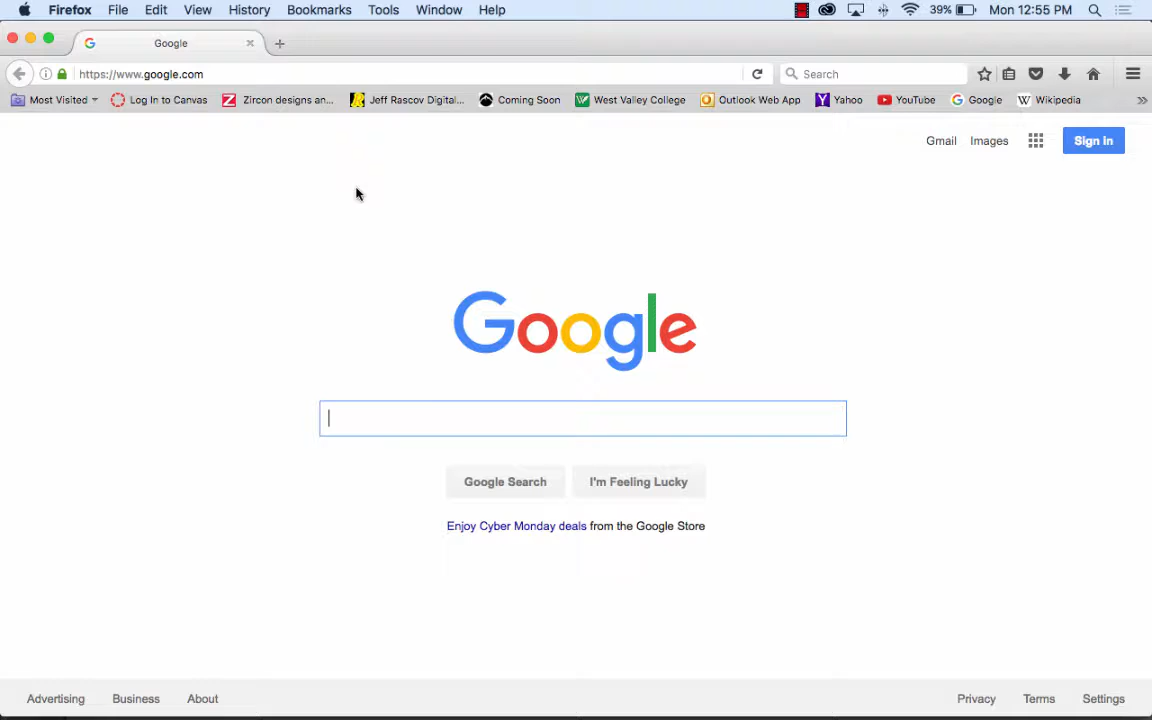 Firefox File Edit View History Bookmarks Tools Window Help 39% Mon 12:55 PM
Google
https://www.google.com Search
Most Visited Log In to Canvas Zircon designs an... Jeff Rascov Digital... Coming Soon West Valley College Outlook Web App Yahoo YouTube Google Wikipedia
Gmail Images Sign in
Google
Google Search I'm Feeling Lucky
Enjoy Cyber Monday deals from the Google Store
Advertising Business About Privacy Terms Settings